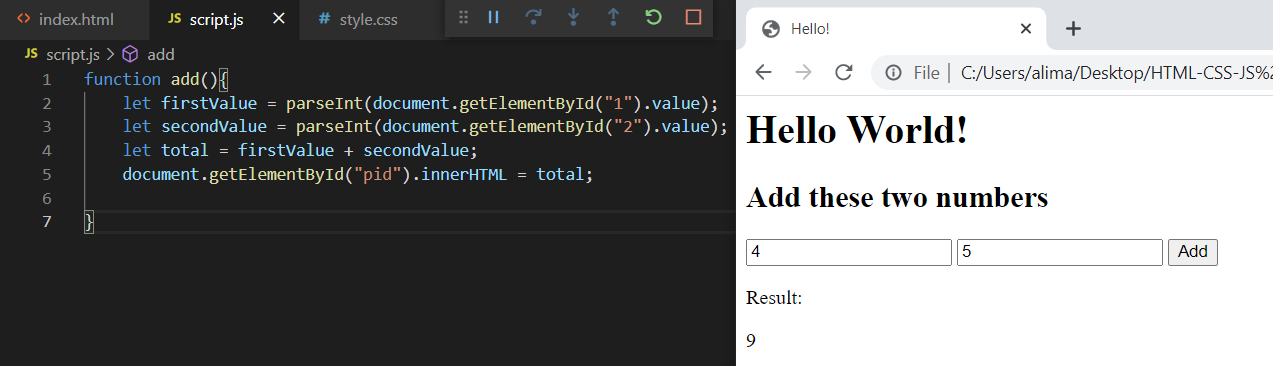 index.html
JS script.js
# style.css
JS script.js > add
1 function add(){
2 let firstValue = parseInt(document.getElementById("1").value);
3 let secondValue = parseInt(document.getElementById("2").value);
4 let total = firstValue + secondValue;
5 document.getElementById("pid").innerHTML = total;
6
7 }
Hello!
File | C:/Users/alima/Desktop/HTML-CSS-JS%2
Hello World!
Add these two numbers
4 5 Add
Result:
9